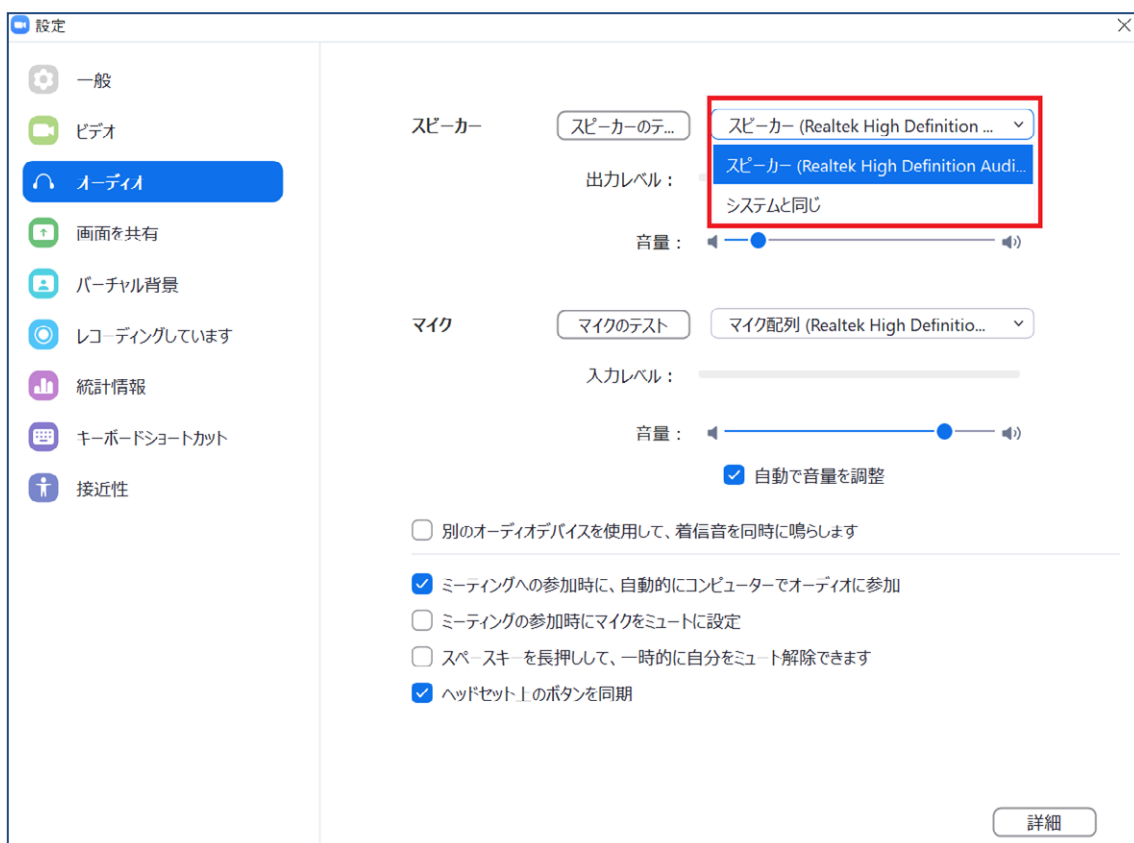 設定
一般
ビデオ
オーディオ
画面を共有
バーチャル背景
レコーディングしています
統計情報
キーボードショートカット
接近性
スピーカー
スピーカーのテ...
スピーカー (Realtek High Definition ...
スピーカー (Realtek High Definition Audi...
システムと同じ
出力レベル：
音量：
マイク
マイクのテスト
マイク配列 (Realtek High Definitio...
入力レベル：
音量：
自動で音量を調整
別のオーディオデバイスを使用して、着信音を同時に鳴らします
ミーティングへの参加時に、自動的にコンピューターでオーディオに参加
ミーティングの参加時にマイクをミュートに設定
スペースキーを長押しして、一時的に自分をミュート解除できます
ヘッドセット上のボタンを同期
詳細